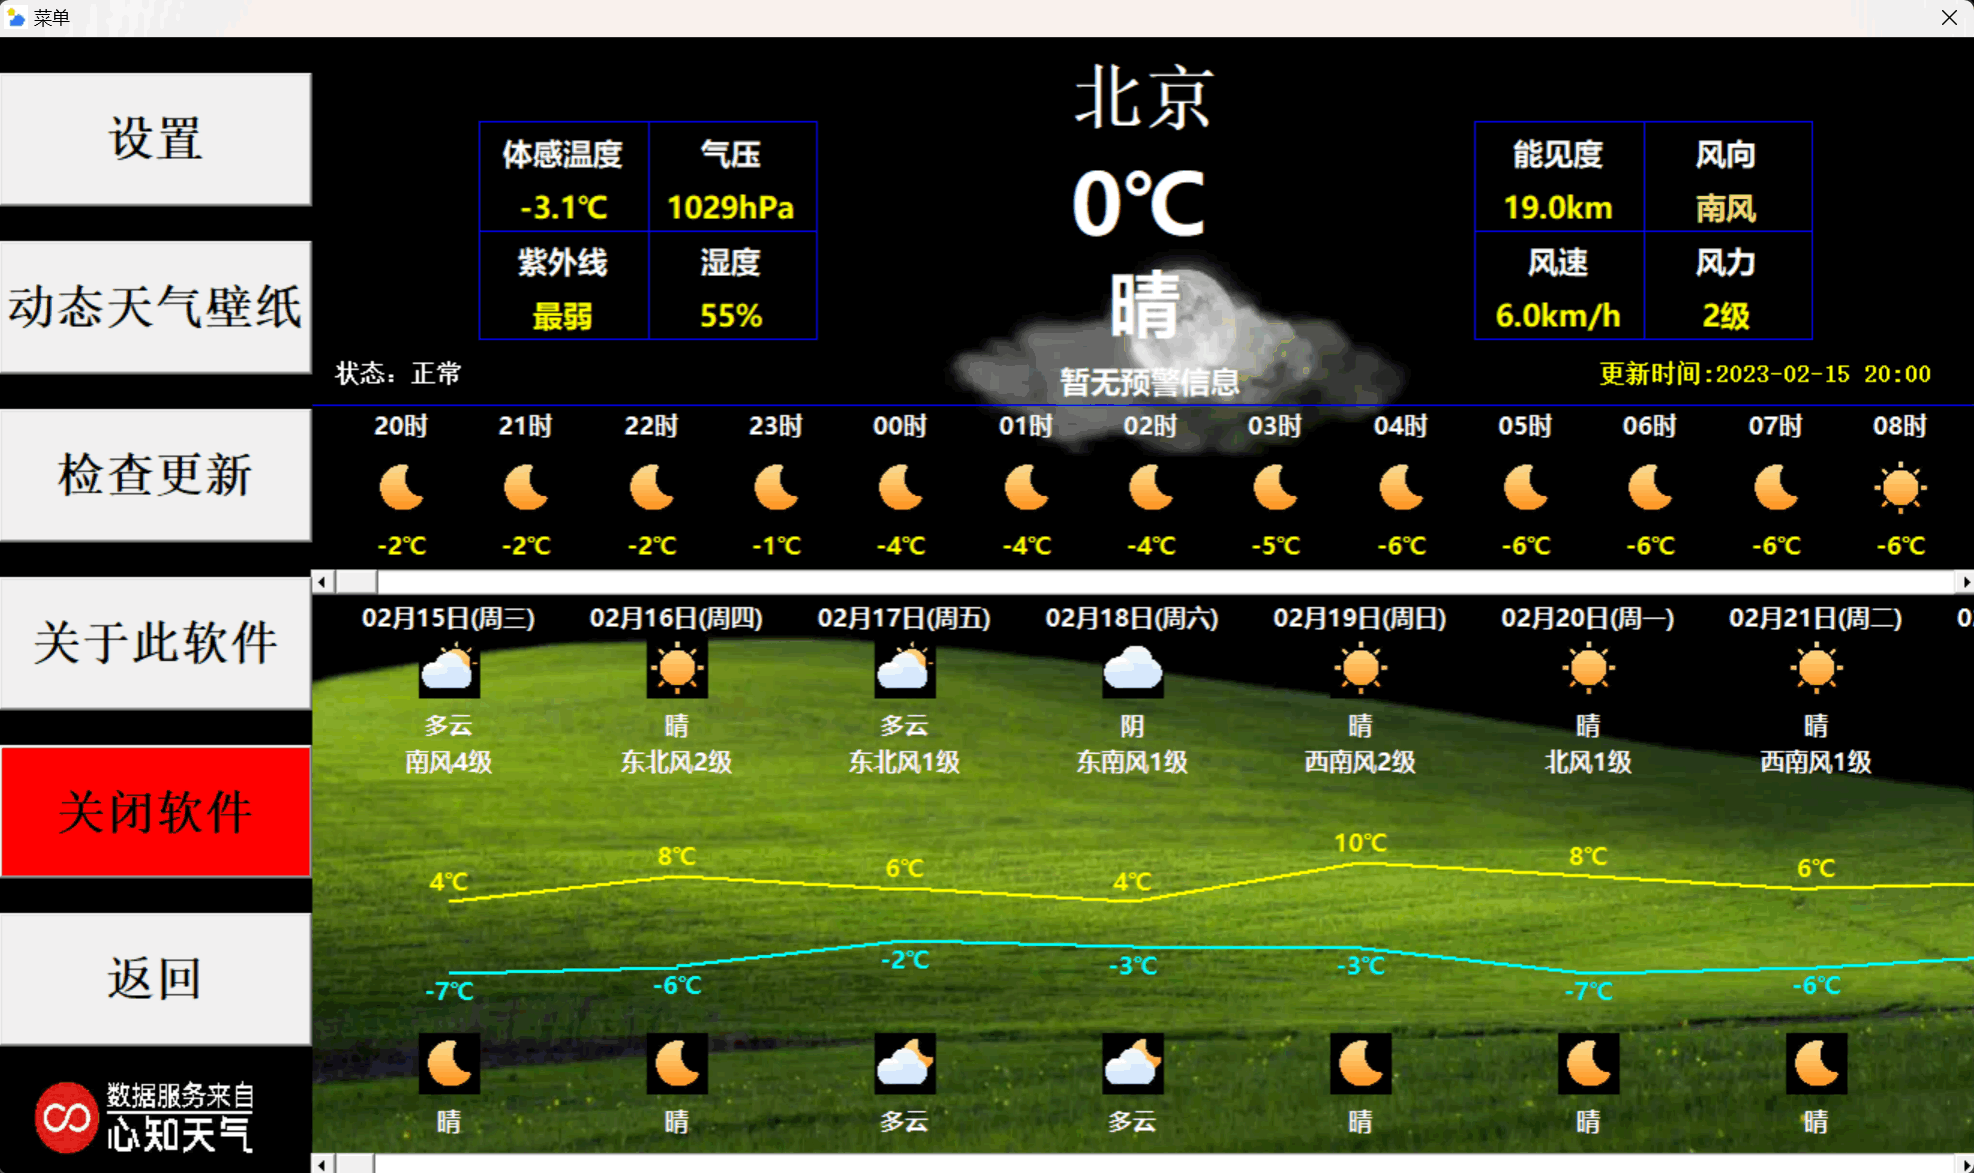 菜单
设置
动态天气壁纸
检查更新
关于此软件
关闭软件
返回
数据服务来自
心知天气
北京
0℃
晴
暂无预警信息
体感温度 气压
-3.1℃ 1029hPa
紫外线 湿度
最弱 55%
能见度 风向
19.0km 南风
风速 风力
6.0km/h 2级
状态：正常
更新时间:2023-02-15 20:00
20时 21时 22时 23时 00时 01时 02时 03时 04时 05时 06时 07时 08时
-2℃ -2℃ -2℃ -1℃ -4℃ -4℃ -4℃ -5℃ -6℃ -6℃ -6℃ -6℃ -6℃
02月15日(周三) 02月16日(周四) 02月17日(周五) 02月18日(周六) 02月19日(周日) 02月20日(周一) 02月21日(周二) 0
多云 晴 多云 阴 晴 晴 晴
南风4级 东北风2级 东北风1级 东南风1级 西南风2级 北风1级 西南风1级
4℃ 8℃ 6℃ 4℃ 10℃ 8℃ 6℃
-7℃ -6℃ -2℃ -3℃ -3℃ -7℃ -6℃
晴 晴 多云 多云 晴 晴 晴